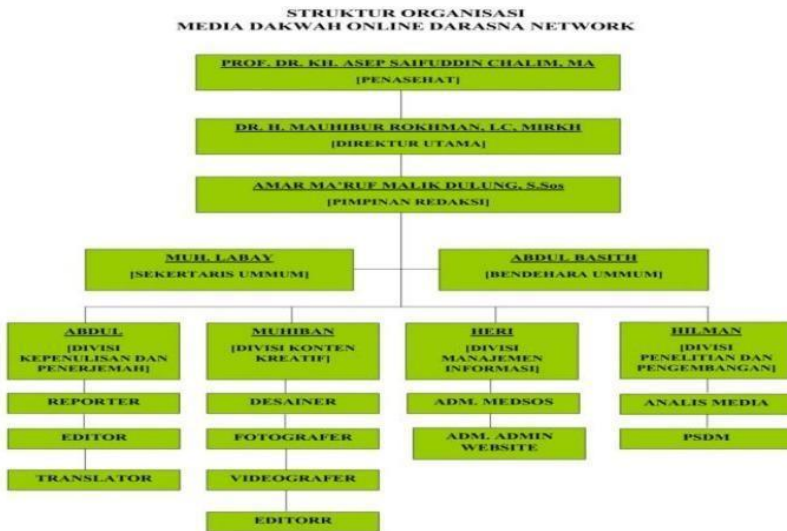 STRUKTUR ORGANISASI
MEDIA DAKWAH ONLINE DARASNA NETWORK
PROF. DR. KH. ASEP SAIFUDDIN CHALIM, MA
[PENASEHAT]
DR. H. MAUHIBUR ROKHMAN, LC, MIRKH
[DIREKTUR UTAMA]
AMAR MA'RUF MALIK DULUNG, S.Sos
[PIMPINAN REDAKSI]
MUH. LABAY
[SEKERTARIS UMMUM]
ABDUL BASITH
[BENDEHARA UMMUM]
ABDUL
[DIVISI
KEPENULISAN DAN
PENERJEMAH]
REPORTER
EDITOR
TRANSLATOR
MUHIBAN
[DIVISI KONTEN
KREATIF]
DESAINER
FOTOGRAFER
VIDEOGRAFER
EDITORR
HERI
[DIVISI
MANAJEMEN
INFORMASI]
ADM. MEDSOS
ADM. ADMIN
WEBSITE
HILMAN
[DIVISI
PENELITIAN DAN
PENGEMBANGAN]
ANALIS MEDIA
PSDM